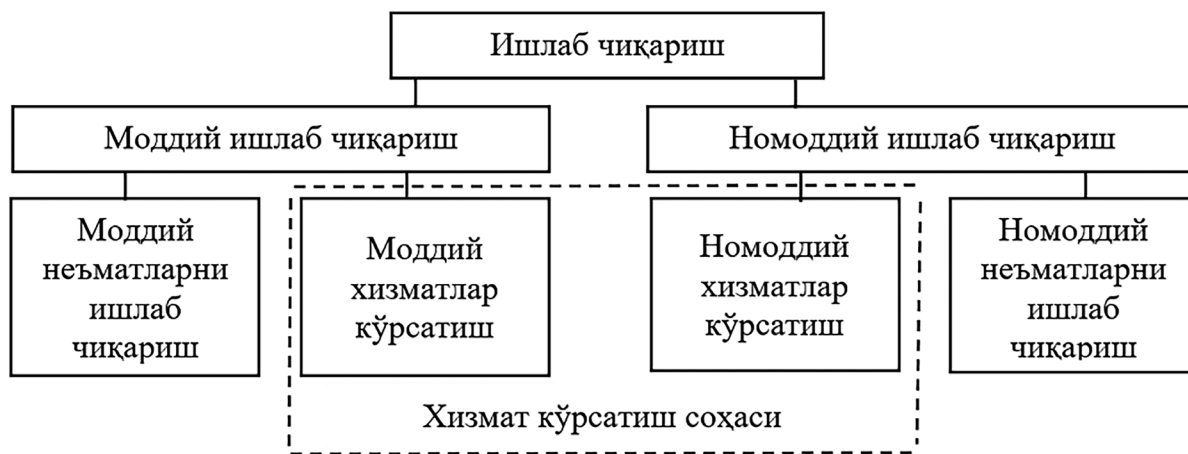 Ишлаб чиқариш
Моддий ишлаб чиқариш
Номоддий ишлаб чиқариш
Моддий
неъматларни
ишлаб
чиқариш
Моддий
хизматлар
кўрсатиш
Номоддий
хизматлар
кўрсатиш
Номоддий
неъматларни
ишлаб
чиқариш
Хизмат кўрсатиш соҳаси